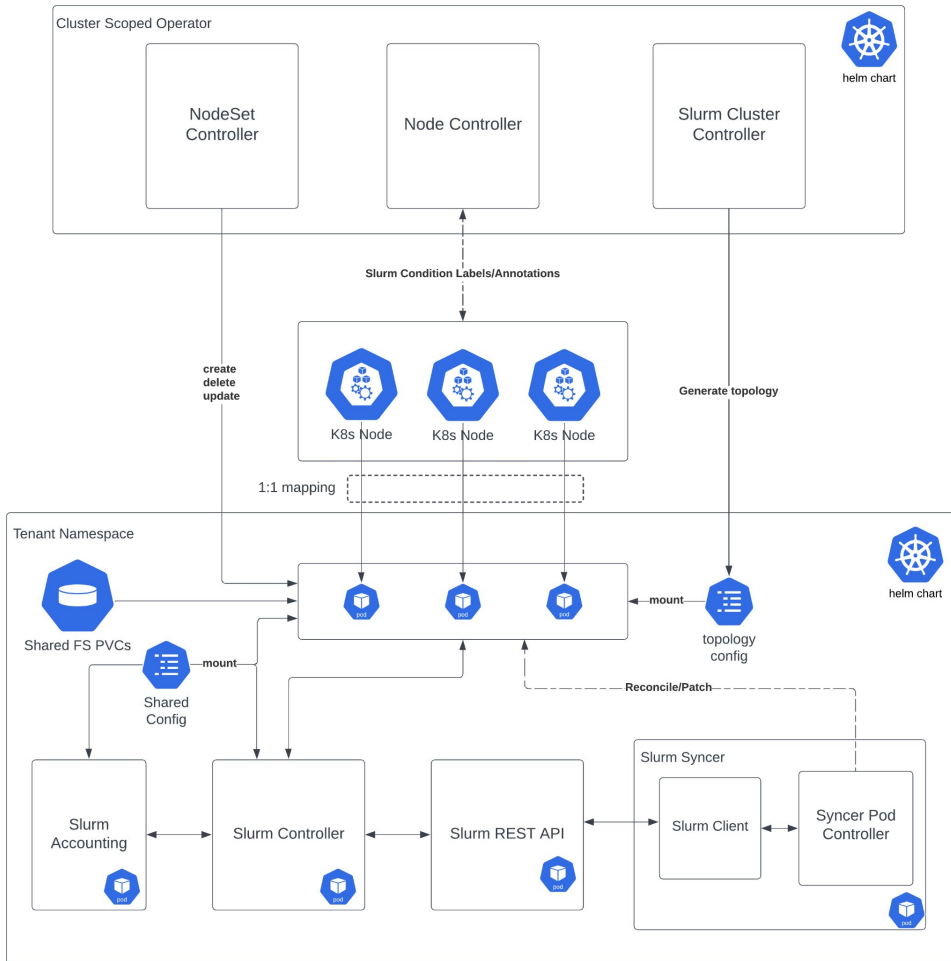 Cluster Scoped Operator
helm chart
NodeSet
Controller
Node Controller
Slurm Cluster
Controller
Slurm Condition Labels/Annotations
create
delete
update
Generate topology
K8s Node
K8s Node
K8s Node
1:1 mapping
Tenant Namespace
helm chart
Shared FS PVCs
pod
pod
pod
mount
topology
config
mount
Shared
Config
Reconcile/Patch
Slurm Syncer
Slurm
Accounting
pod
Slurm Controller
pod
Slurm REST API
pod
Slurm Client
Syncer Pod
Controller
pod